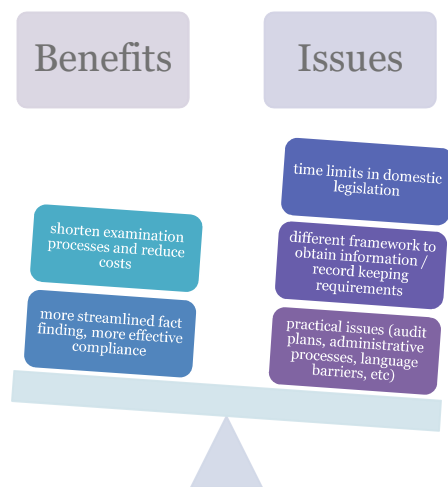 Benefits
Issues
shorten examination
processes and reduce
costs
more streamlined fact
finding, more effective
compliance
time limits in domestic
legislation
different framework to
obtain information /
record keeping
requirements
practical issues (audit
plans, administrative
processes, language
barriers, etc)